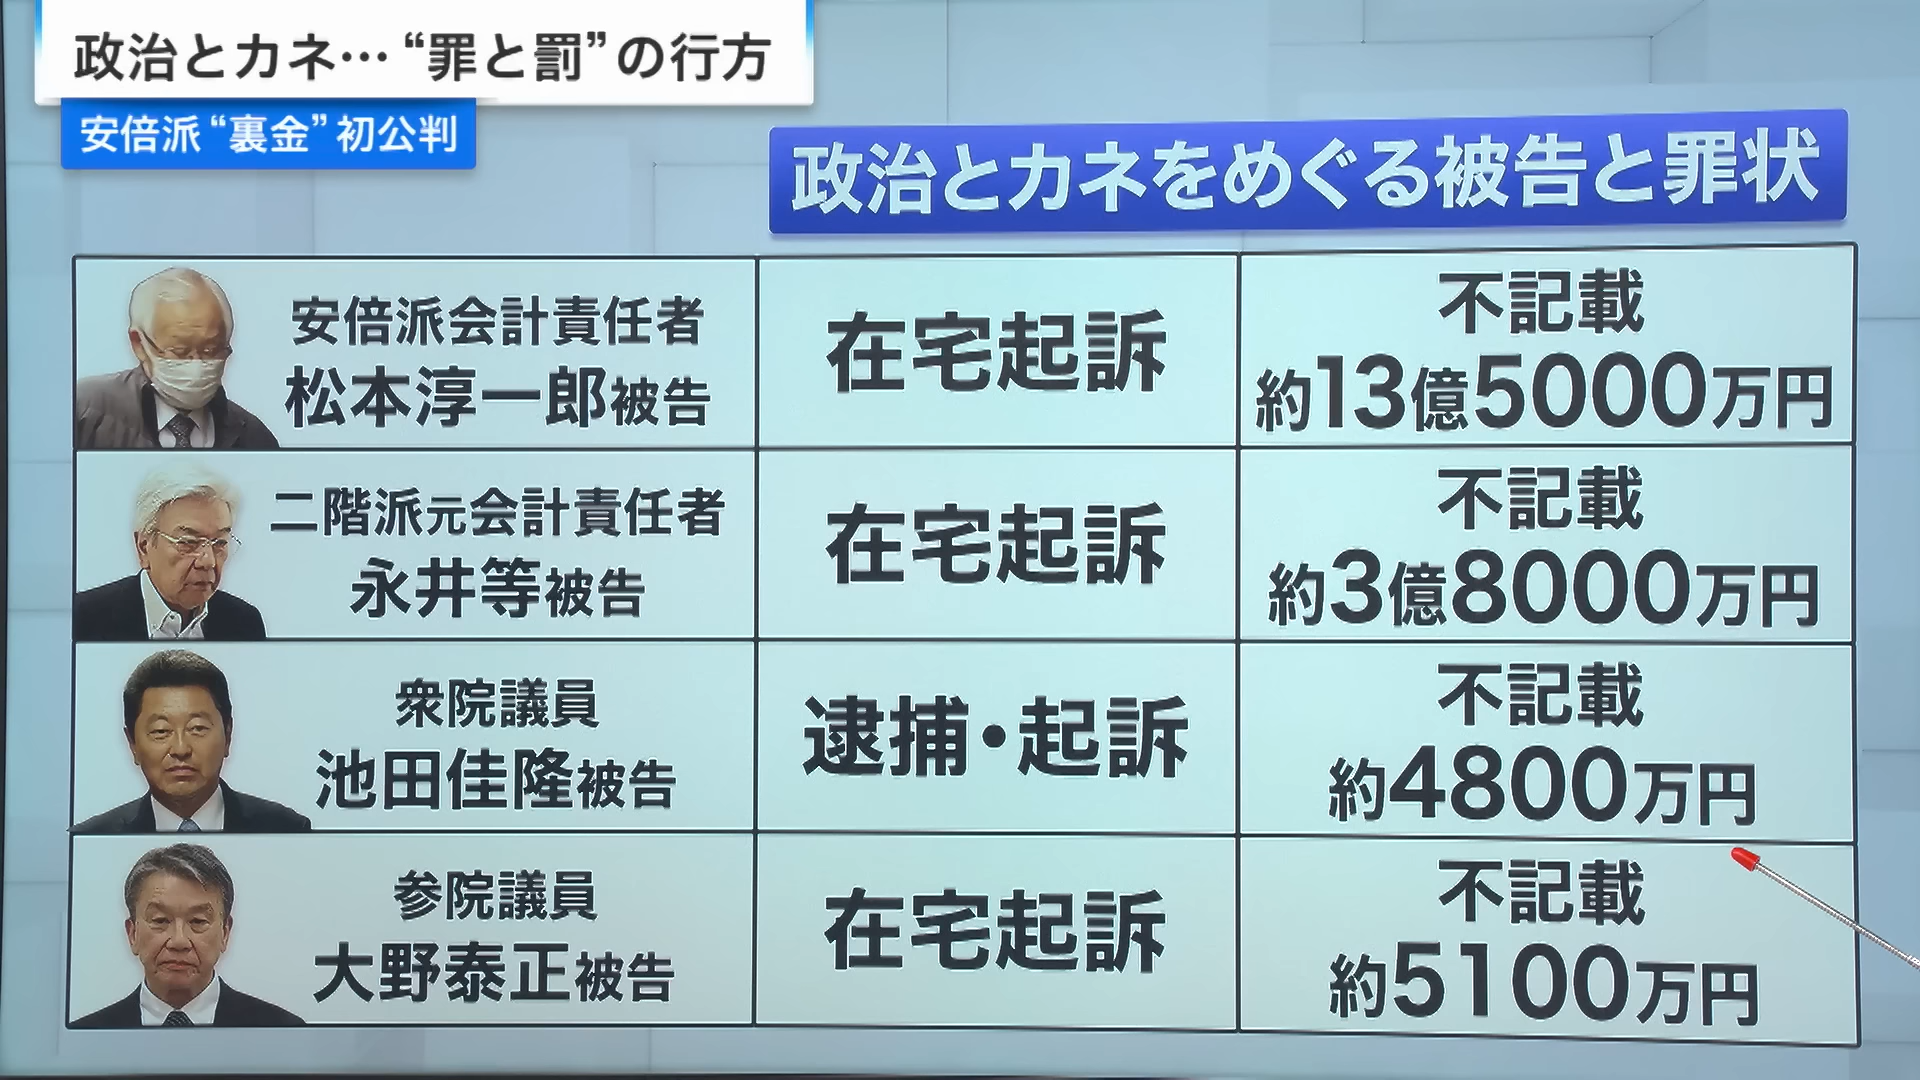 政治とカネ…“罪と罰”の行方
安倍派“裏金”初公判
政治とカネをめぐる被告と罪状
安倍派会計責任者
松本淳一郎被告
在宅起訴
不記載
約13億5000万円
二階派元会計責任者
永井等被告
在宅起訴
不記載
約3億8000万円
衆院議員
池田佳隆被告
逮捕・起訴
不記載
約4800万円
参院議員
大野泰正被告
在宅起訴
不記載
約5100万円